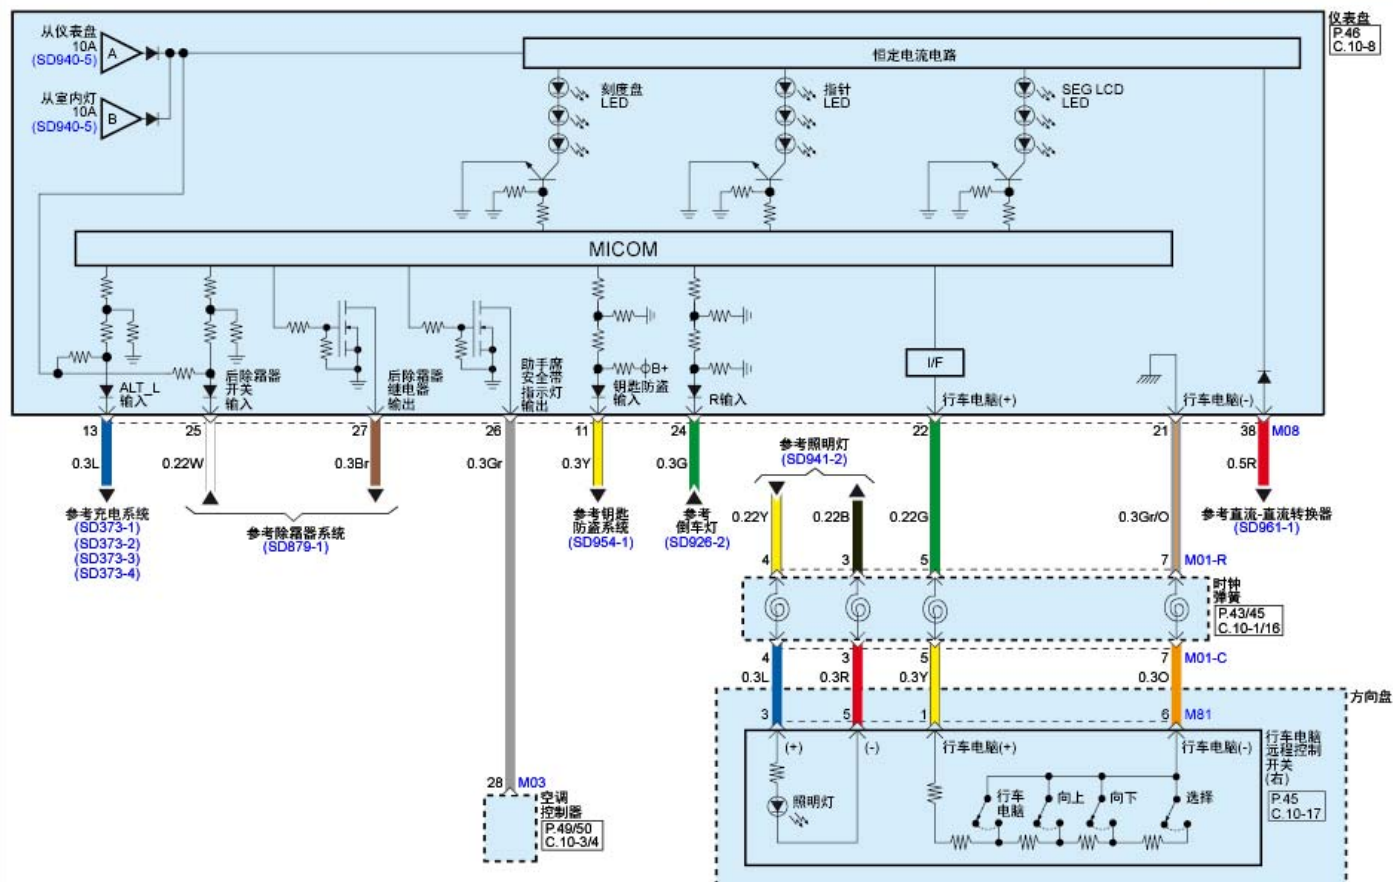 从仪表盘
10A
(SD940-5)
A
从室内灯
10A
(SD940-5)
B
恒定电流电路
仪表盘
P.46
C.10-8
刻度盘
LED
指针
LED
SEG LCD
LED
MICOM
ALT_L
输入
后除霜器
开关
输入
后除霜器
继电器
输出
助手席
安全带
指示灯
输出
B+
钥匙防盗
输入
R输入
I/F
行车电脑(+)
行车电脑(-)
13
25
27
26
11
24
22
21
38
M08
0.3L
0.22W
0.3Br
0.3Gr
0.3Y
0.3G
参考照明灯
(SD941-2)
0.5R
参考充电系统
(SD373-1)
(SD373-2)
(SD373-3)
(SD373-4)
参考除霜器系统
(SD879-1)
参考钥匙
防盗系统
(SD954-1)
参考
倒车灯
(SD926-2)
0.22Y
0.22B
0.22G
0.3Gr/O
参考直流-直流转换器
(SD961-1)
4
3
5
7
M01-R
时钟
弹簧
P.43/45
C.10-1/16
4
3
5
7
M01-C
0.3L
0.3R
0.3Y
0.3O
方向盘
3
5
1
6
M81
(+)
(-)
行车电脑(+)
行车电脑(-)
行车电脑
远程控制
开关
(右)
P.45
C.10-17
照明灯
行车
电脑
向上
向下
选择
28
M03
空调
控制器
P.49/50
C.10-3/4